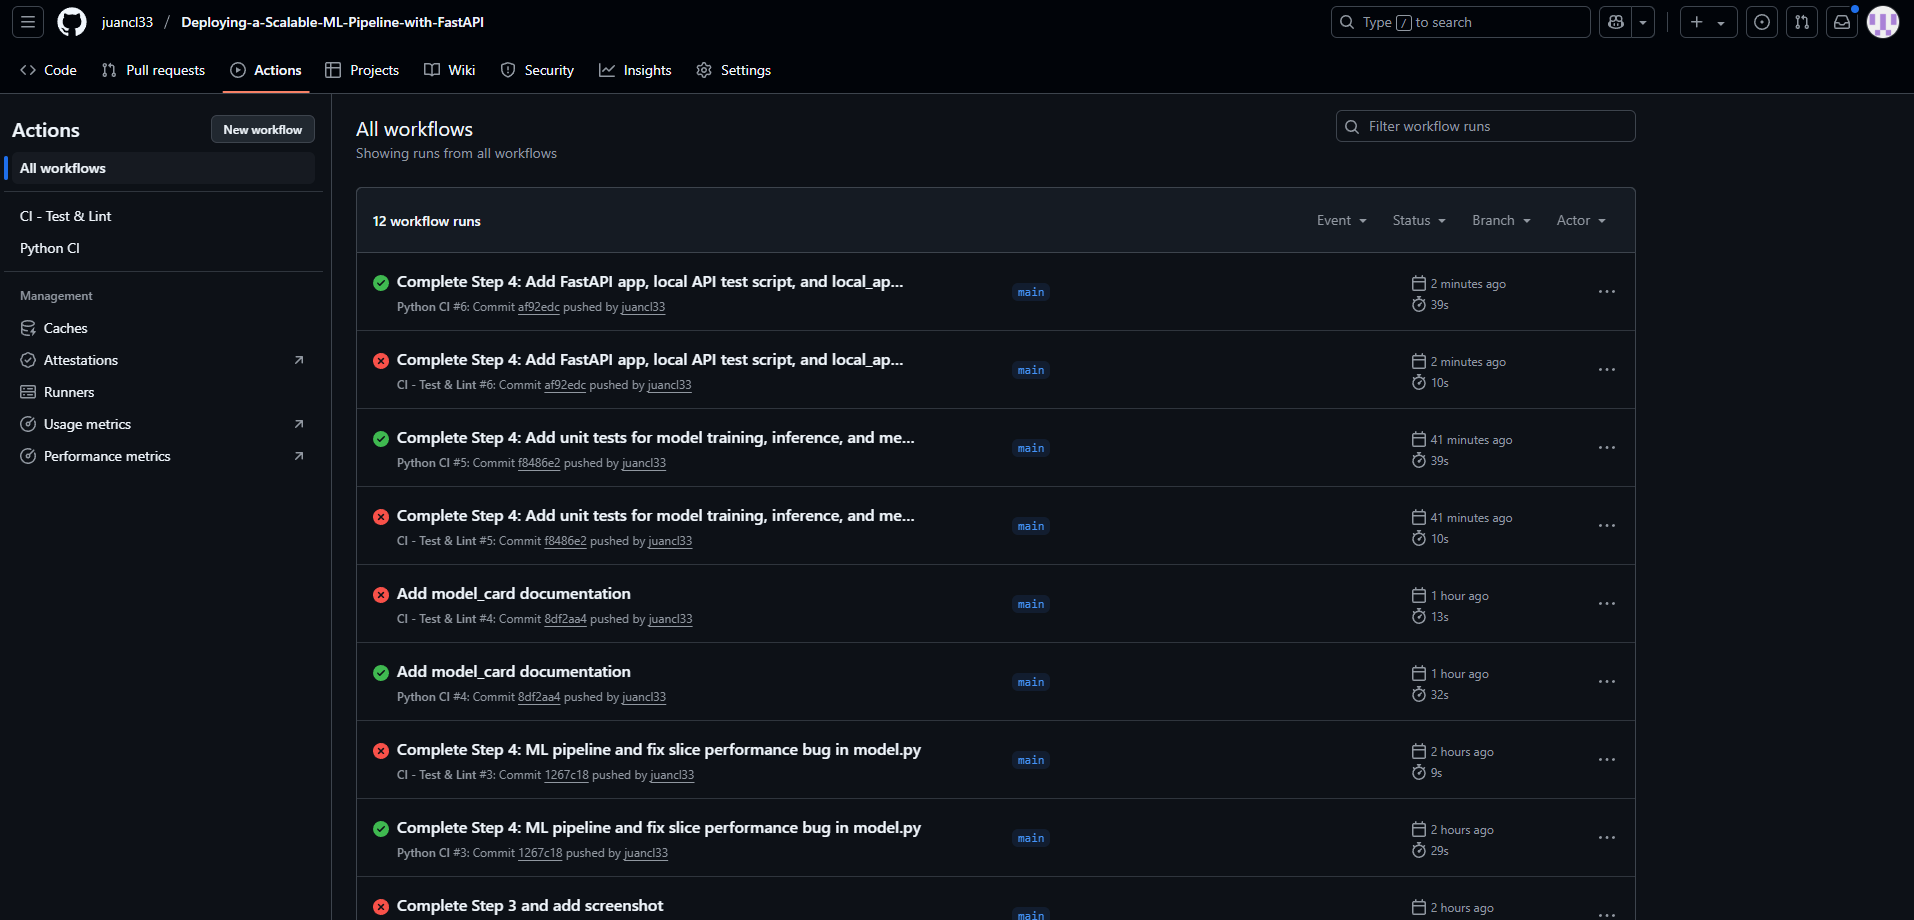 juancl33 / Deploying-a-Scalable-ML-Pipeline-with-FastAPI
Type / to search
Code
Pull requests
Actions
Projects
Wiki
Security
Insights
Settings
Actions
New workflow
All workflows
CI - Test & Lint
Python CI
Management
Caches
Attestations
Runners
Usage metrics
Performance metrics
All workflows
Showing runs from all workflows
Filter workflow runs
12 workflow runs
Event
Status
Branch
Actor
Complete Step 4: Add FastAPI app, local API test script, and local_ap...
Python CI #6: Commit af92edc pushed by juancl33
main
2 minutes ago
39s
Complete Step 4: Add FastAPI app, local API test script, and local_ap...
CI - Test & Lint #6: Commit af92edc pushed by juancl33
main
2 minutes ago
10s
Complete Step 4: Add unit tests for model training, inference, and me...
Python CI #5: Commit f8486e2 pushed by juancl33
main
41 minutes ago
39s
Complete Step 4: Add unit tests for model training, inference, and me...
CI - Test & Lint #5: Commit f8486e2 pushed by juancl33
main
41 minutes ago
10s
Add model_card documentation
CI - Test & Lint #4: Commit 8df2aa4 pushed by juancl33
main
1 hour ago
13s
Add model_card documentation
Python CI #4: Commit 8df2aa4 pushed by juancl33
main
1 hour ago
32s
Complete Step 4: ML pipeline and fix slice performance bug in model.py
CI - Test & Lint #3: Commit 1267c18 pushed by juancl33
main
2 hours ago
9s
Complete Step 4: ML pipeline and fix slice performance bug in model.py
Python CI #3: Commit 1267c18 pushed by juancl33
main
2 hours ago
29s
Complete Step 3 and add screenshot
main
2 hours ago